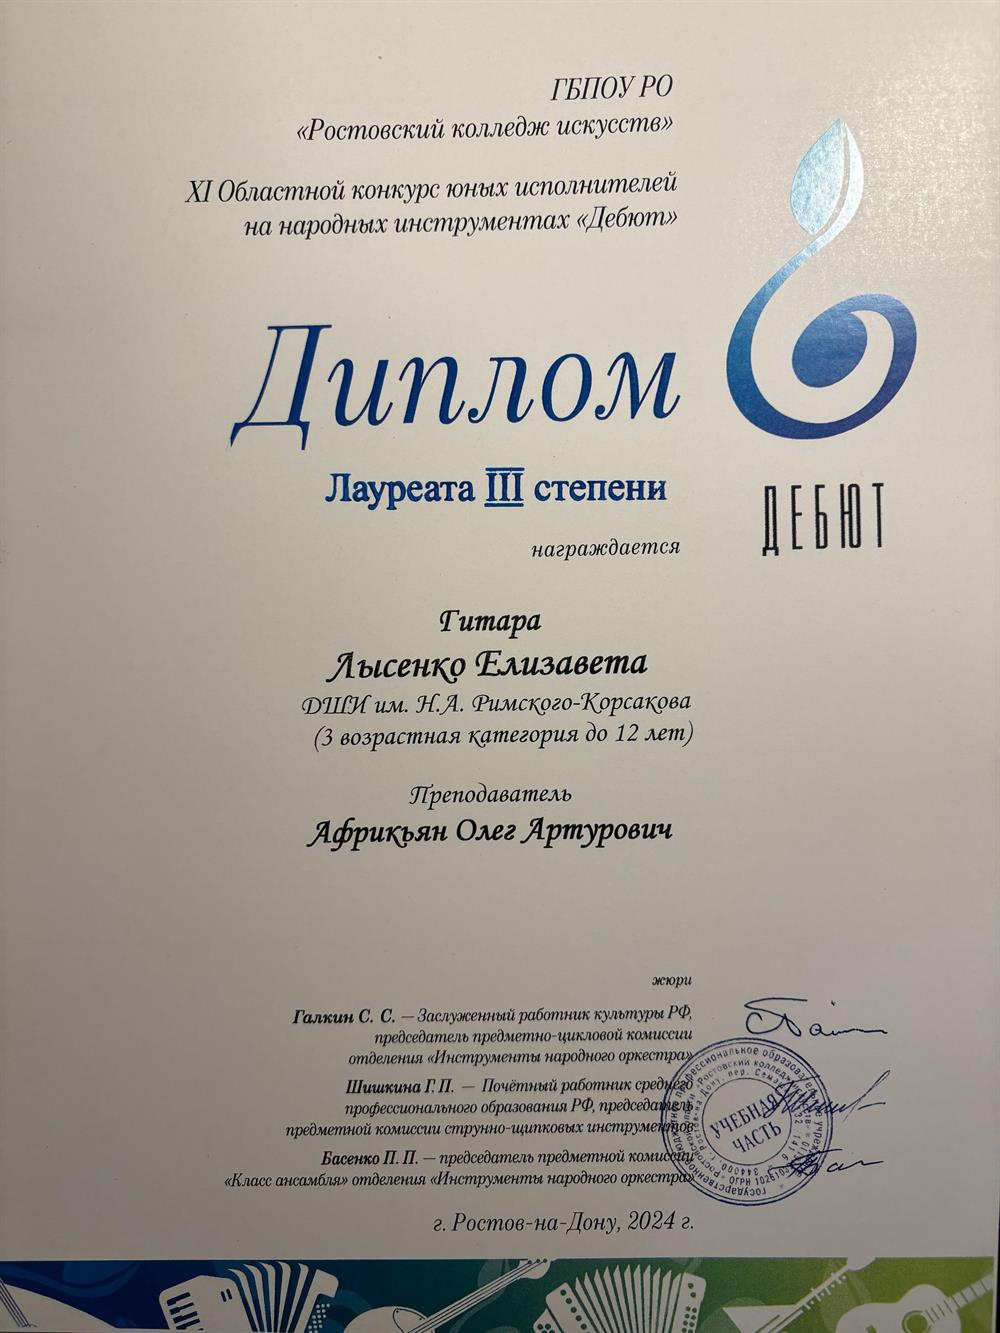 ГБПОУ РО
«Ростовский колледж искусств»
XI Областной конкурс юных исполнителей
на народных инструментах «Дебют»
Диплом
Лауреата III степени
ДЕБЮТ
награждается
Гитара
Лысенко Елизавета
ДШИ им. Н.А. Римского-Корсакова
(3 возрастная категория до 12 лет)
Преподаватель
Африкьян Олег Артурович
жюри
Галкин С. С. — Заслуженный работник культуры РФ,
председатель предметно-цикловой комиссии
отделения «Инструменты народного оркестра»
Шишкина Г. П. — Почётный работник среднего
профессионального образования РФ, председатель
предметной комиссии струнно-щипковых инструментов
Басенко П. П. — председатель предметной комиссии
«Класс ансамбля» отделения «Инструменты народного оркестра»
УЧЕБНАЯ
ЧАСТЬ
г. Ростов-на-Дону, 2024 г.